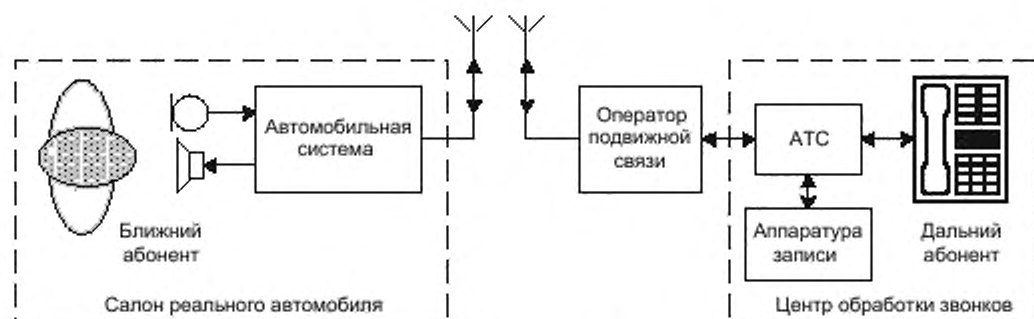 Автомобильная
система
Ближний
абонент
Салон реального автомобиля
Оператор
подвижной
связи
АТС
Аппаратура
записи
Дальний
абонент
Центр обработки звонков